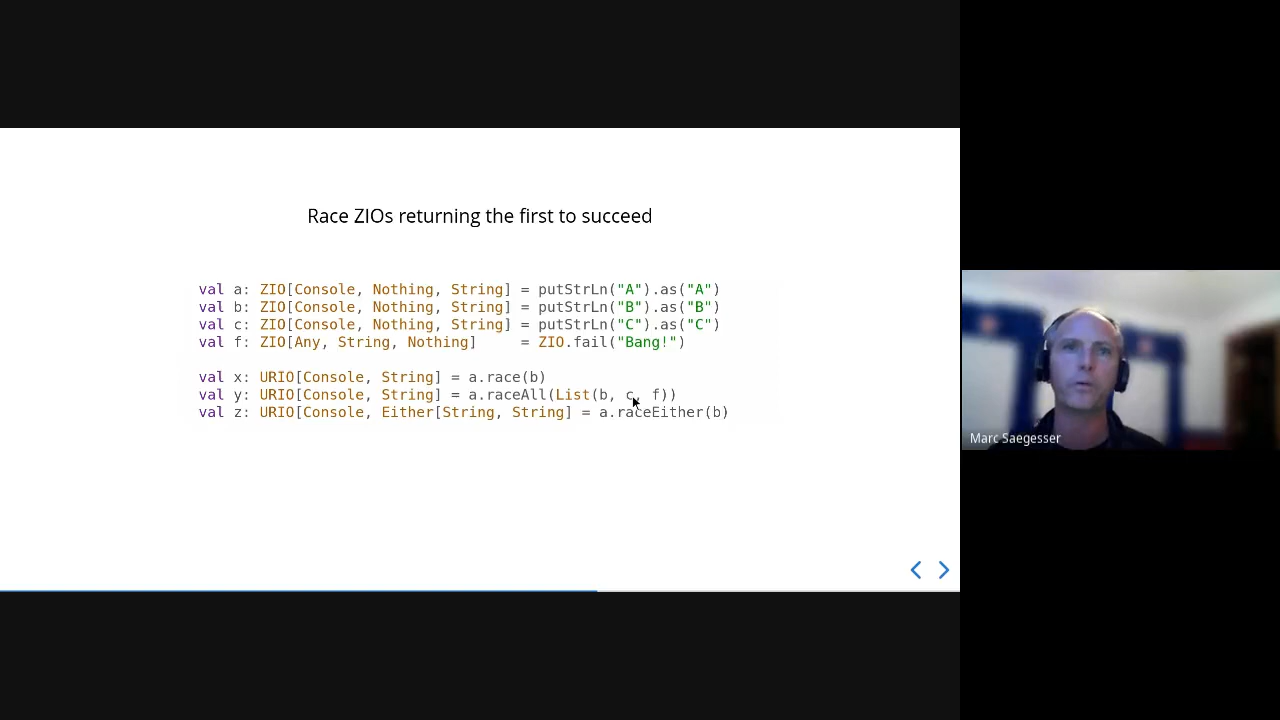 Race ZIOs returning the first to succeed
val a: ZIO[Console, Nothing, String] = putStrLn("A").as("A")
val b: ZIO[Console, Nothing, String] = putStrLn("B").as("B")
val c: ZIO[Console, Nothing, String] = putStrLn("C").as("C")
val f: ZIO[Any, String, Nothing]     = ZIO.fail("Bang!")
val x: URIO[Console, String] = a.race(b)
val y: URIO[Console, String] = a.raceAll(List(b, c, f))
val z: URIO[Console, Either[String, String] = a.raceEither(b)
Marc Saegesser